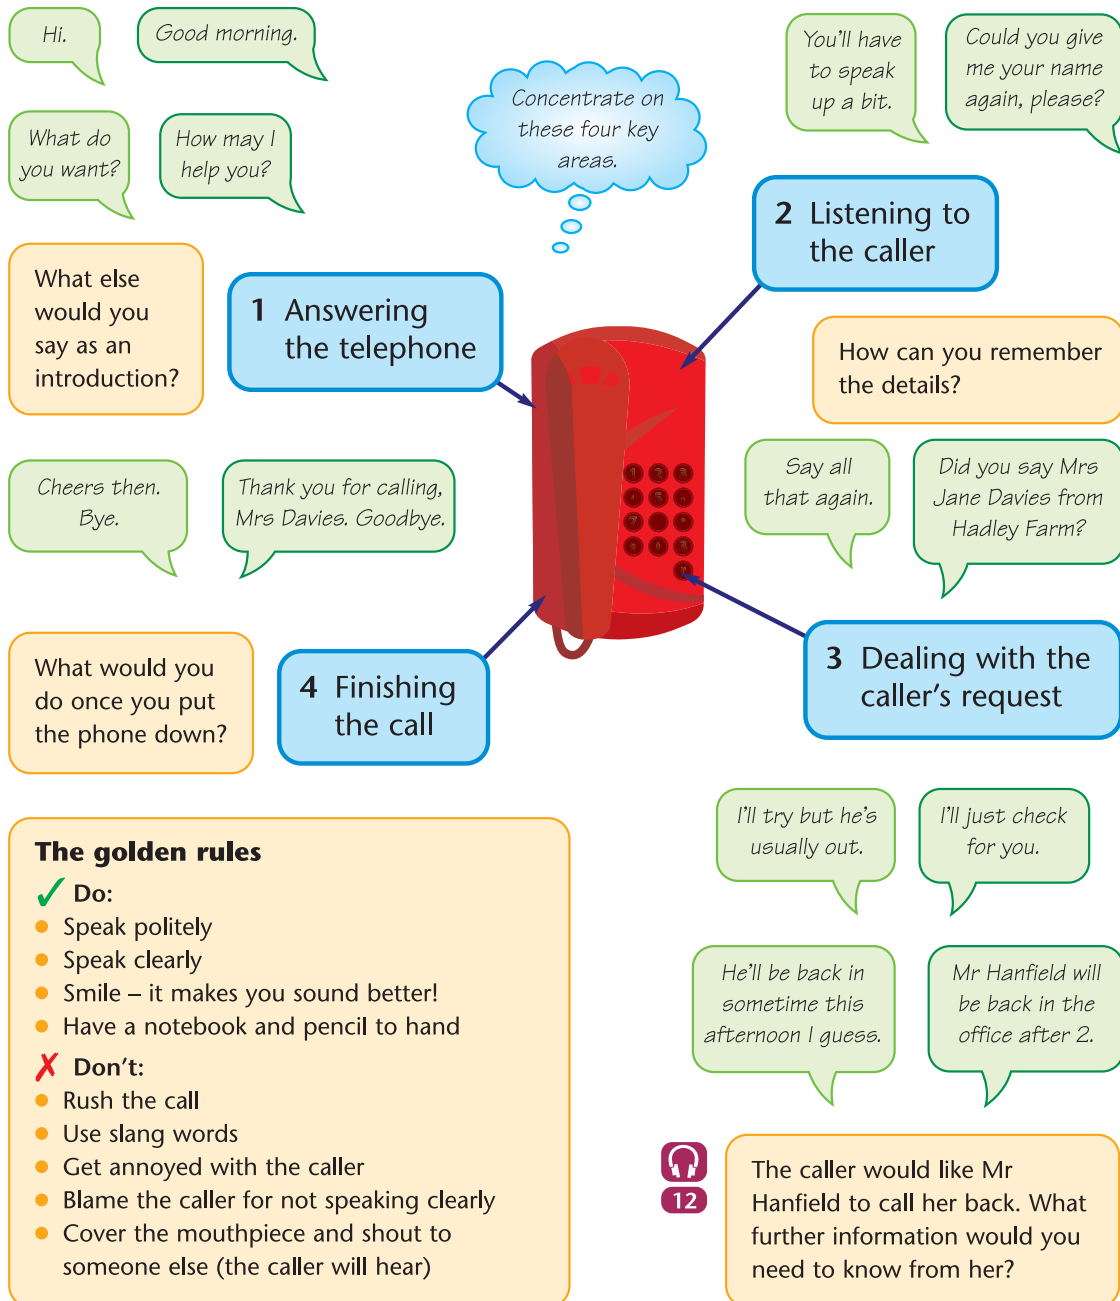 Hi.
Good morning.
What do
you want?
How may I
help you?
Concentrate on
these four key
areas.
You'll have
to speak
up a bit.
Could you give
me your name
again, please?
1 Answering
the telephone
2 Listening to
the caller
What else
would you
say as an
introduction?
How can you remember
the details?
Cheers then.
Bye.
Thank you for calling,
Mrs Davies. Goodbye.
Say all
that again.
Did you say Mrs
Jane Davies from
Hadley Farm?
What would you
do once you put
the phone down?
4 Finishing
the call
3 Dealing with the
caller's request
I'll try but he's
usually out.
I'll just check
for you.
He'll be back in
sometime this
afternoon I guess.
Mr Hanfield will
be back in the
office after 2.
The golden rules
✓ Do:
● Speak politely
● Speak clearly
● Smile – it makes you sound better!
● Have a notebook and pencil to hand
✗ Don't:
● Rush the call
● Use slang words
● Get annoyed with the caller
● Blame the caller for not speaking clearly
● Cover the mouthpiece and shout to
someone else (the caller will hear)
12
The caller would like Mr
Hanfield to call her back. What
further information would you
need to know from her?